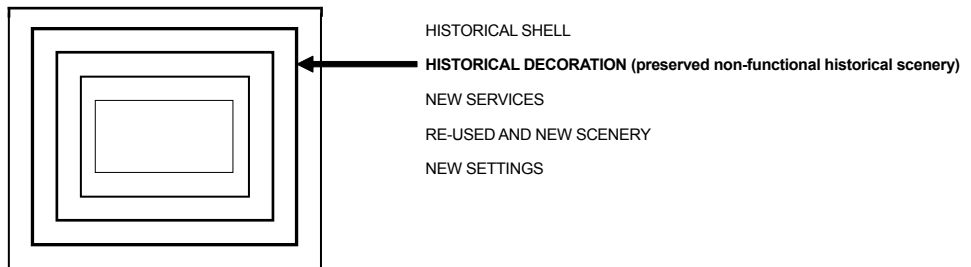 HISTORICAL SHELL
HISTORICAL DECORATION (preserved non-functional historical scenery)
NEW SERVICES
RE-USED AND NEW SCENERY
NEW SETTINGS